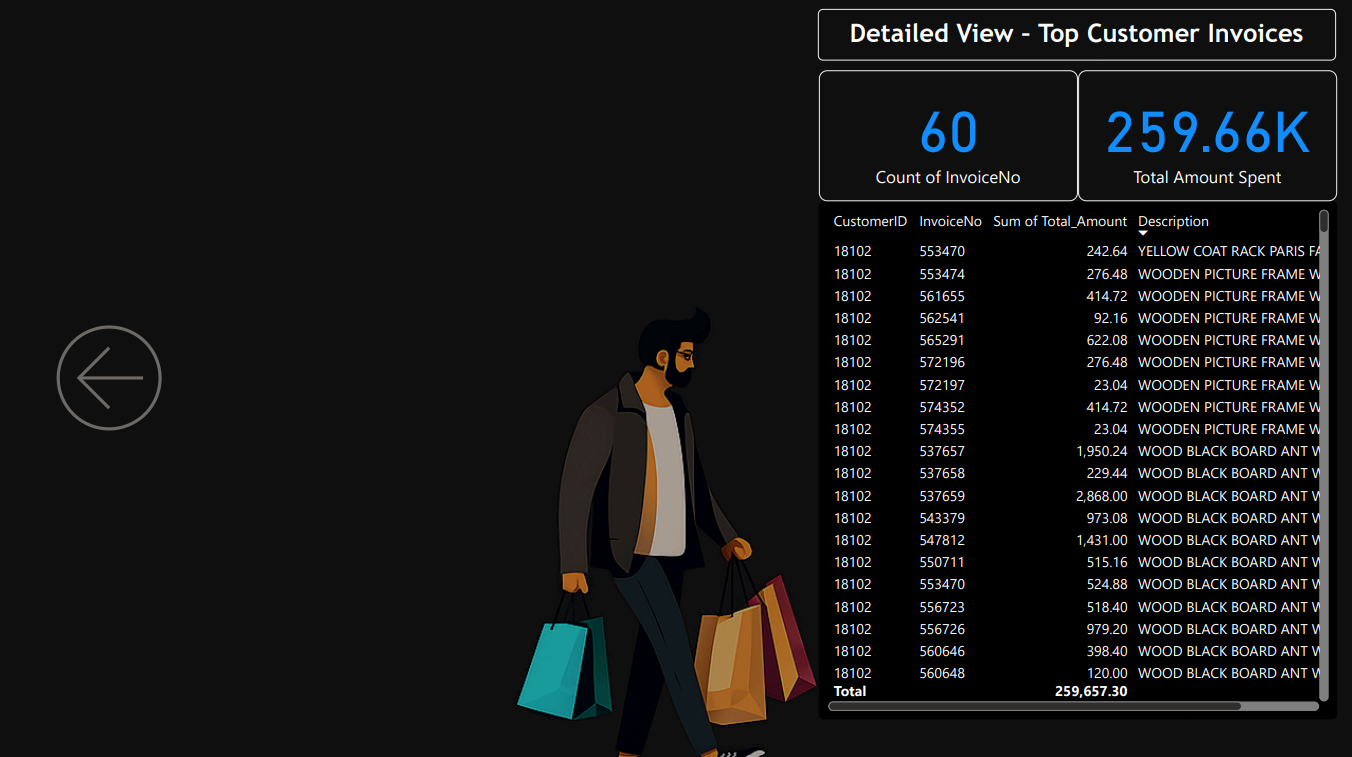 Detailed View - Top Customer Invoices
60
Count of InvoiceNo
259.66K
Total Amount Spent
CustomerID InvoiceNo Sum of Total_Amount Description
18102 553470 242.64 YELLOW COAT RACK PARIS FA
18102 553474 276.48 WOODEN PICTURE FRAME W
18102 561655 414.72 WOODEN PICTURE FRAME W
18102 562541 92.16 WOODEN PICTURE FRAME W
18102 565291 622.08 WOODEN PICTURE FRAME W
18102 572196 276.48 WOODEN PICTURE FRAME W
18102 572197 23.04 WOODEN PICTURE FRAME W
18102 574352 414.72 WOODEN PICTURE FRAME W
18102 574355 23.04 WOODEN PICTURE FRAME W
18102 537657 1,950.24 WOOD BLACK BOARD ANT W
18102 537658 229.44 WOOD BLACK BOARD ANT W
18102 537659 2,868.00 WOOD BLACK BOARD ANT W
18102 543379 973.08 WOOD BLACK BOARD ANT W
18102 547812 1,431.00 WOOD BLACK BOARD ANT W
18102 550711 515.16 WOOD BLACK BOARD ANT W
18102 553470 524.88 WOOD BLACK BOARD ANT W
18102 556723 518.40 WOOD BLACK BOARD ANT W
18102 556726 979.20 WOOD BLACK BOARD ANT W
18102 560646 398.40 WOOD BLACK BOARD ANT W
18102 560648 120.00 WOOD BLACK BOARD ANT W
Total 259,657.30